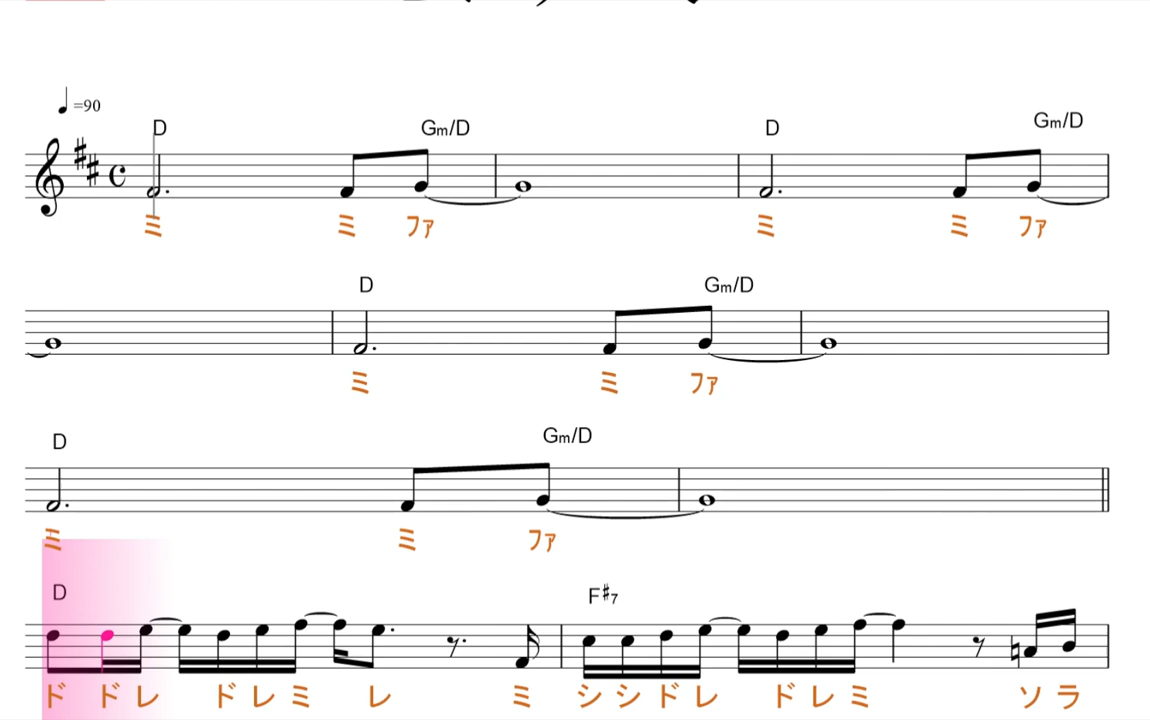 =90
D Gm/D D Gm/D
ミ ミ ファ ミ ミ ファ
D Gm/D
ミ ミ ファ
D Gm/D
ミ ミ ファ
D F#7
ド ド レ ド レ ミ レ ミ シ シ ド レ ド レ ミ ソ ラ